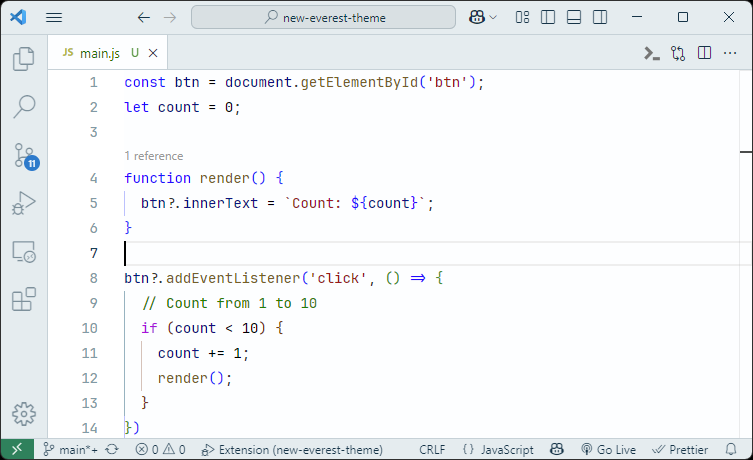 new-everest-theme
JS main.js U
1 const btn = document.getElementById('btn');
2 let count = 0;
3
1 reference
4 function render() {
5 btn?.innerText = `Count: ${count}`;
6 }
7
8 btn?.addEventListener('click', () => {
9 // Count from 1 to 10
10 if (count < 10) {
11 count += 1;
12 render();
13 }
14 })
11
main*+ 0 0 Extension (new-everest-theme) CRLF {} JavaScript Go Live Prettier